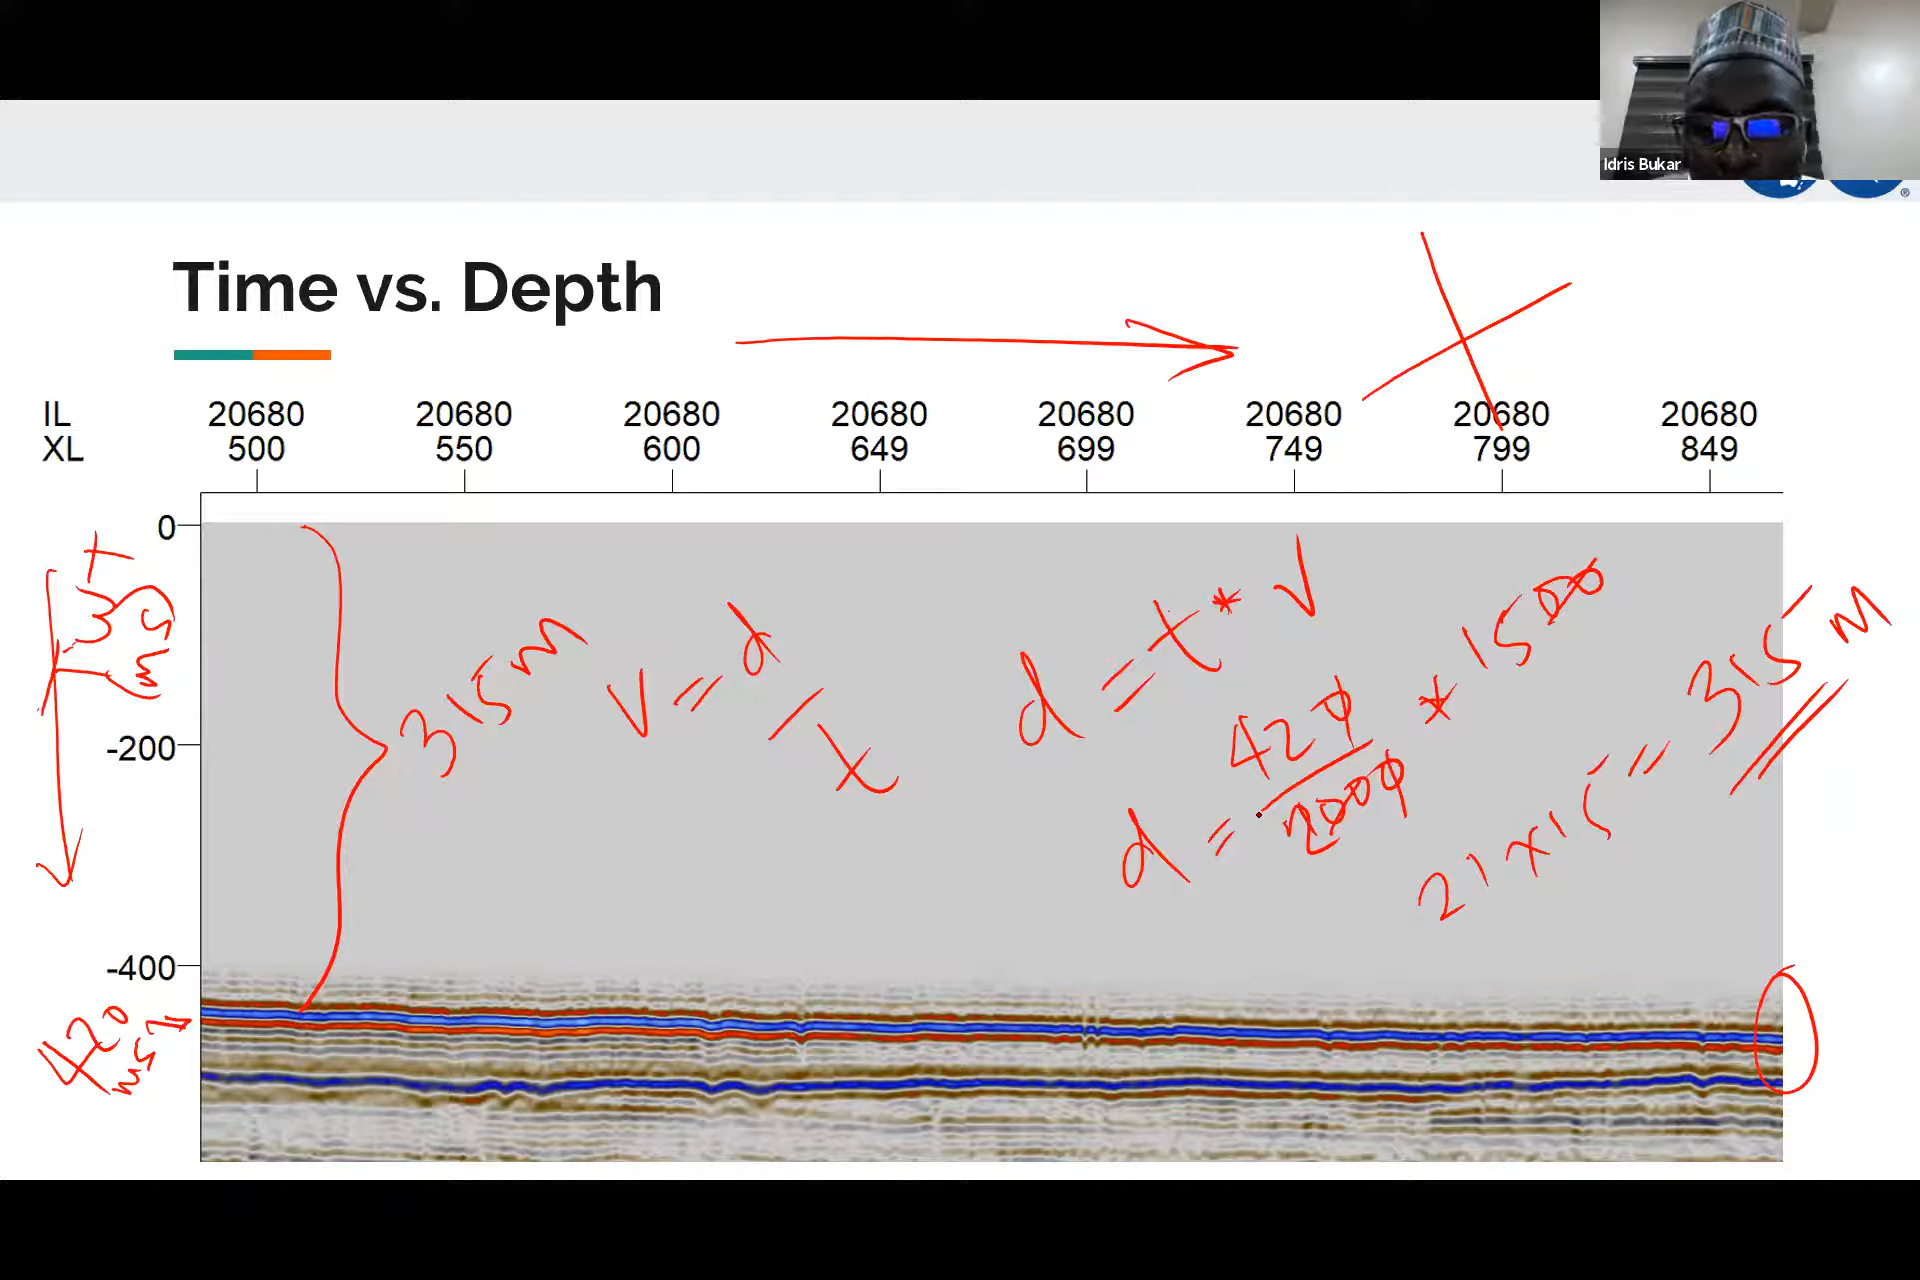 Idris Bukar
®
Time vs. Depth
IL 20680 20680 20680 20680 20680 20680 20680 20680
XL 500 550 600 649 699 749 799 849
0
-200
-400
TWT
(ms)
420
ms
315m
V = d / t
d = t * V
d = 420 / 2000 * 1500
21 x 15 = 315 M